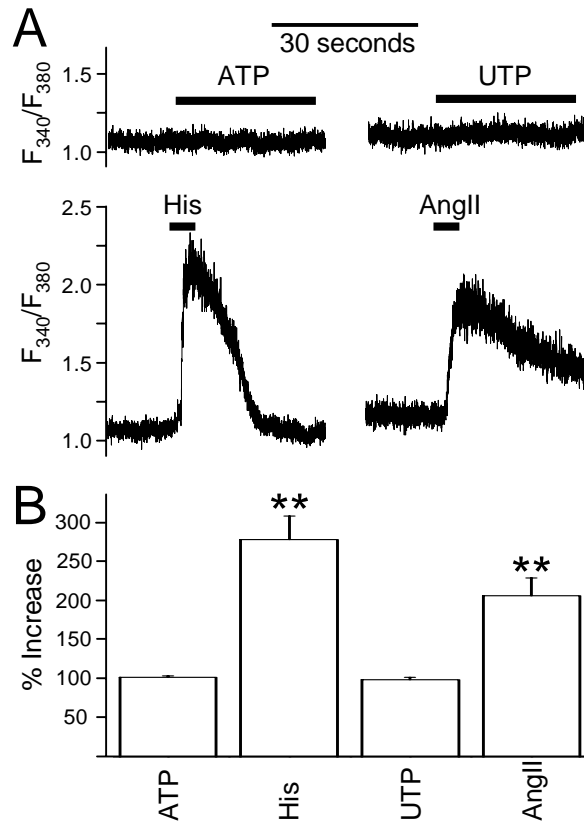 A
30 seconds
ATP
UTP
F340/F380
1.5
1.0
His
AngII
F340/F380
2.5
2.0
1.5
1.0
B
**
**
% Increase
300
250
200
150
100
50
ATP
His
UTP
AngII